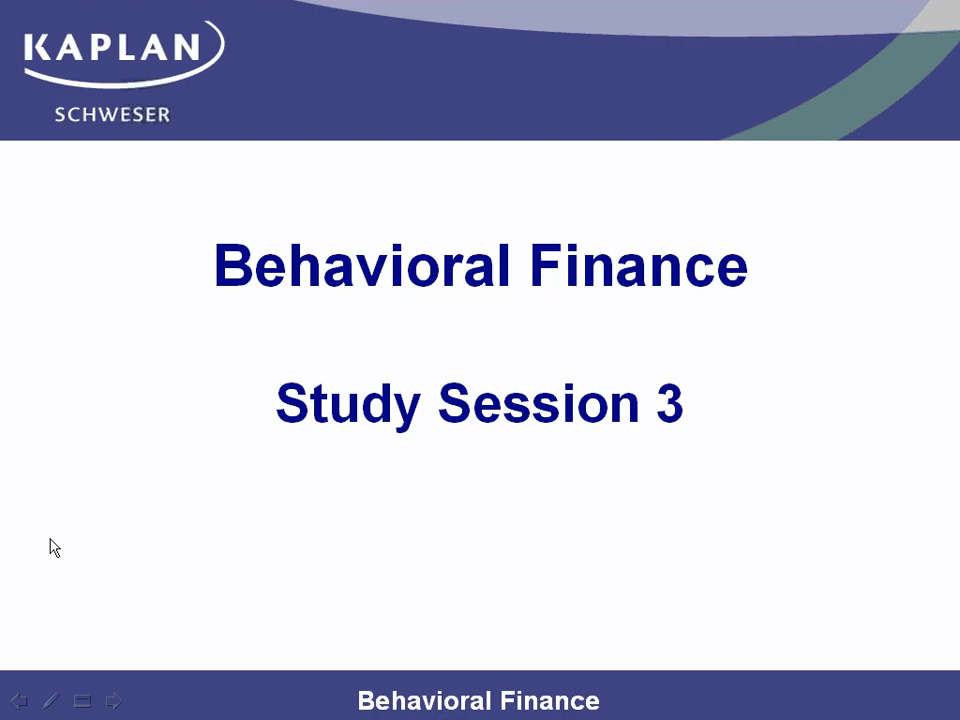 KAPLAN
SCHWESER
Behavioral Finance
Study Session 3
Behavioral Finance